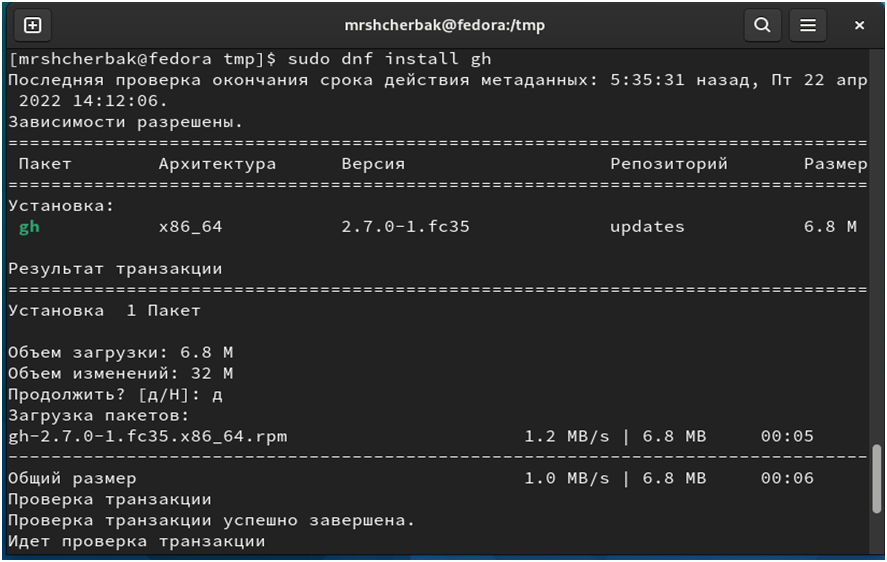 mrshcherbak@fedora:/tmp
[mrshcherbak@fedora tmp]$ sudo dnf install gh
Последняя проверка окончания срока действия метаданных: 5:35:31 назад, Пт 22 апр
 2022 14:12:06.
Зависимости разрешены.
================================================================================
 Пакет        Архитектура      Версия                   Репозиторий       Размер
================================================================================
Установка:
 gh           x86_64           2.7.0-1.fc35             updates           6.8 M

Результат транзакции
================================================================================
Установка  1 Пакет

Объем загрузки: 6.8 M
Объем изменений: 32 M
Продолжить? [д/Н]: д
Загрузка пакетов:
gh-2.7.0-1.fc35.x86_64.rpm                      1.2 MB/s | 6.8 MB     00:05
--------------------------------------------------------------------------------
Общий размер                                    1.0 MB/s | 6.8 MB     00:06
Проверка транзакции
Проверка транзакции успешно завершена.
Идет проверка транзакции